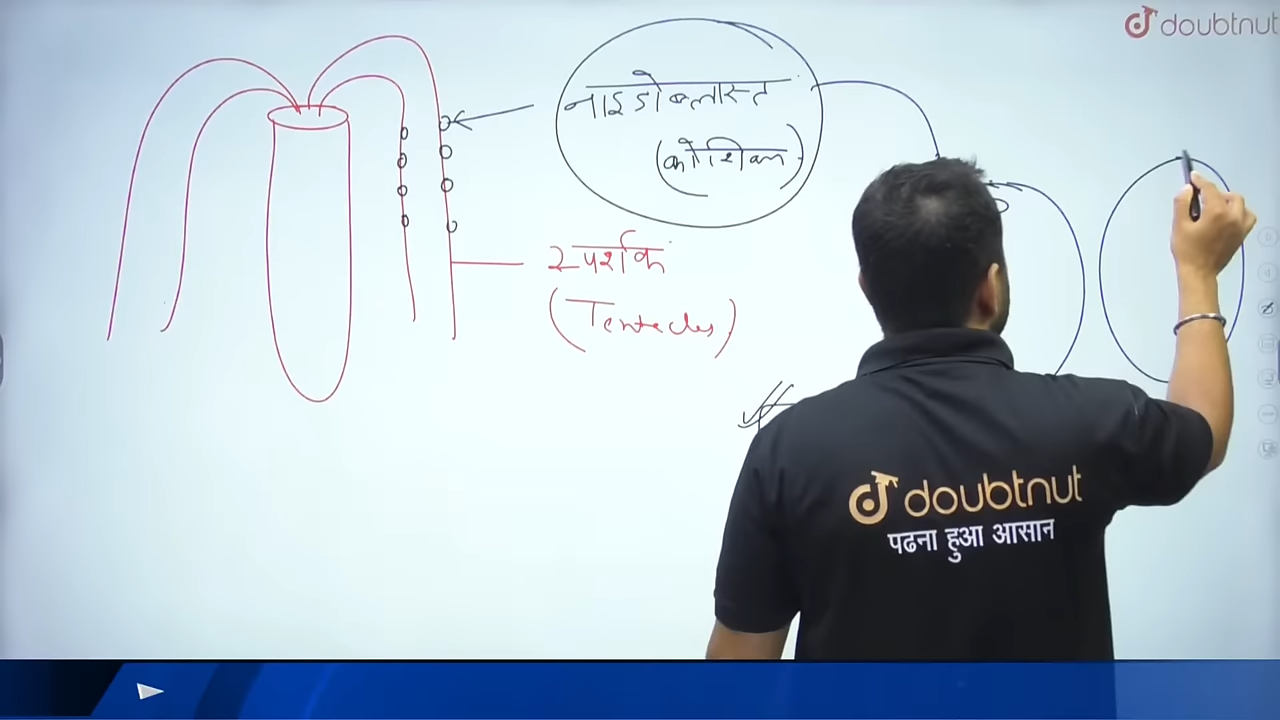 doubtnut
नाइडोब्लास्ट
(कोशिका)
स्पर्शक
(Tentacles)
doubtnut
पढना हुआ आसान